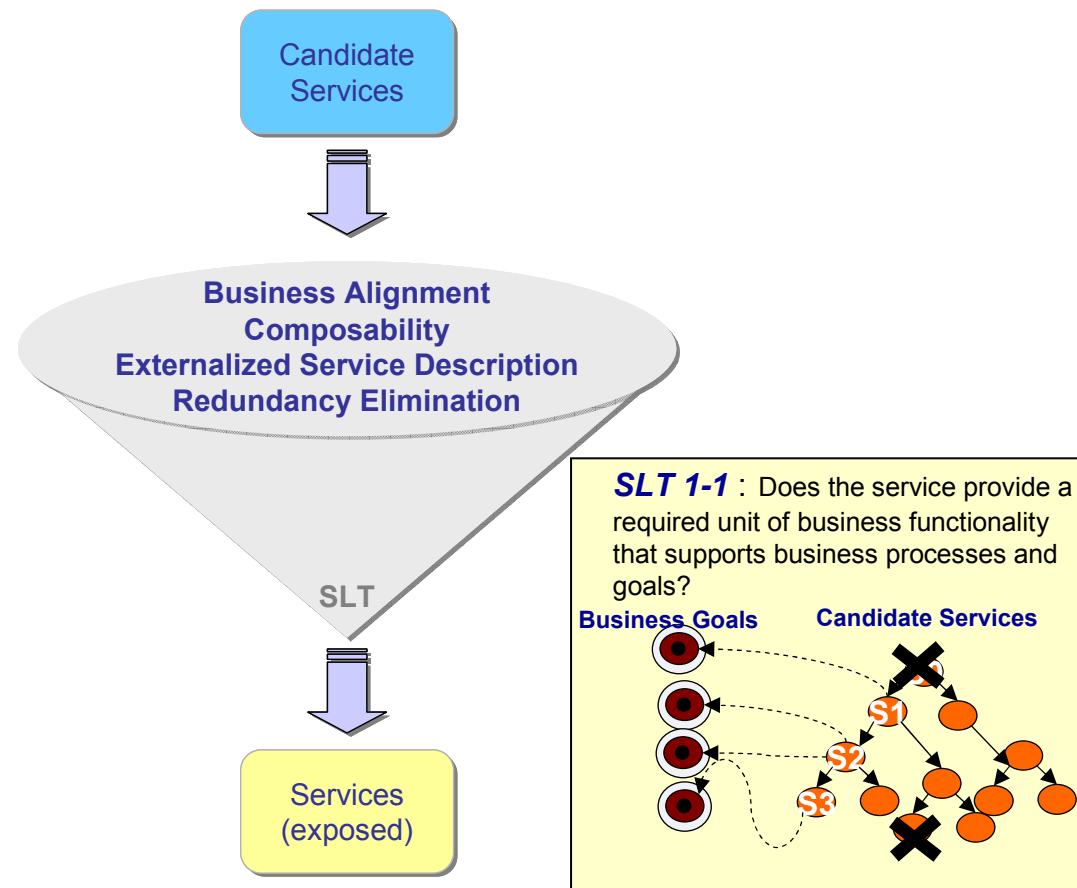 Candidate
Services
Business Alignment
Composability
Externalized Service Description
Redundancy Elimination
SLT
Services
(exposed)
SLT 1-1 : Does the service provide a
required unit of business functionality
that supports business processes and
goals?
Business Goals
Candidate Services
S1
S2
S3